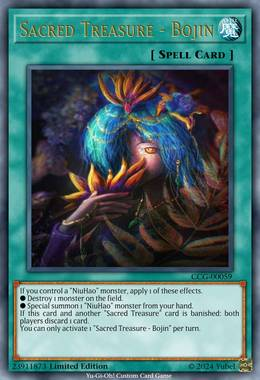 Sacred Treasure - Bojin
[ Spell Card ]
CCG-00059
If you control a "NiuHao" monster, apply 1 of these effects.
● Destroy 1 monster on the field.
● Special summon 1 "NiuHao" monster from your hand.
If this card and another "Sacred Treasure" card is banished: both
players discard 1 card.
You can only activate 1 "Sacred Treasure - Bojin" per turn.
23911873 Limited Edition
©2024 Yubel
Yu-Gi-Oh! Custom Card Game